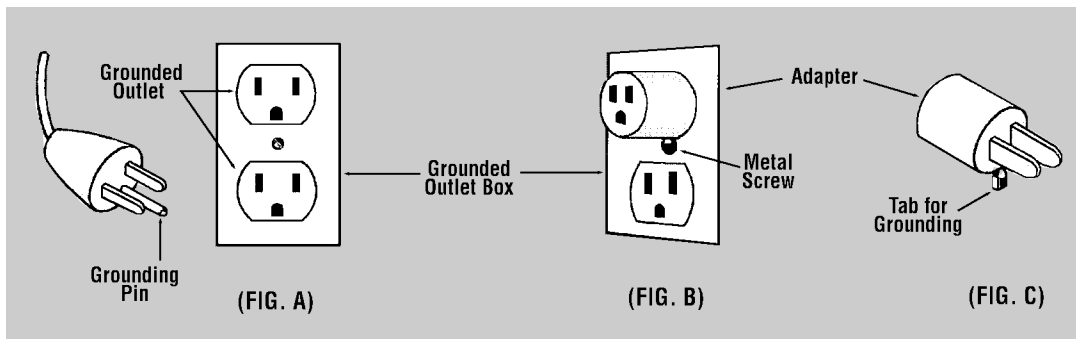 Grounded
Outlet
Grounding
Pin
(FIG. A)
Grounded
Outlet Box
Metal
Screw
(FIG. B)
Adapter
Tab for
Grounding
(FIG. C)